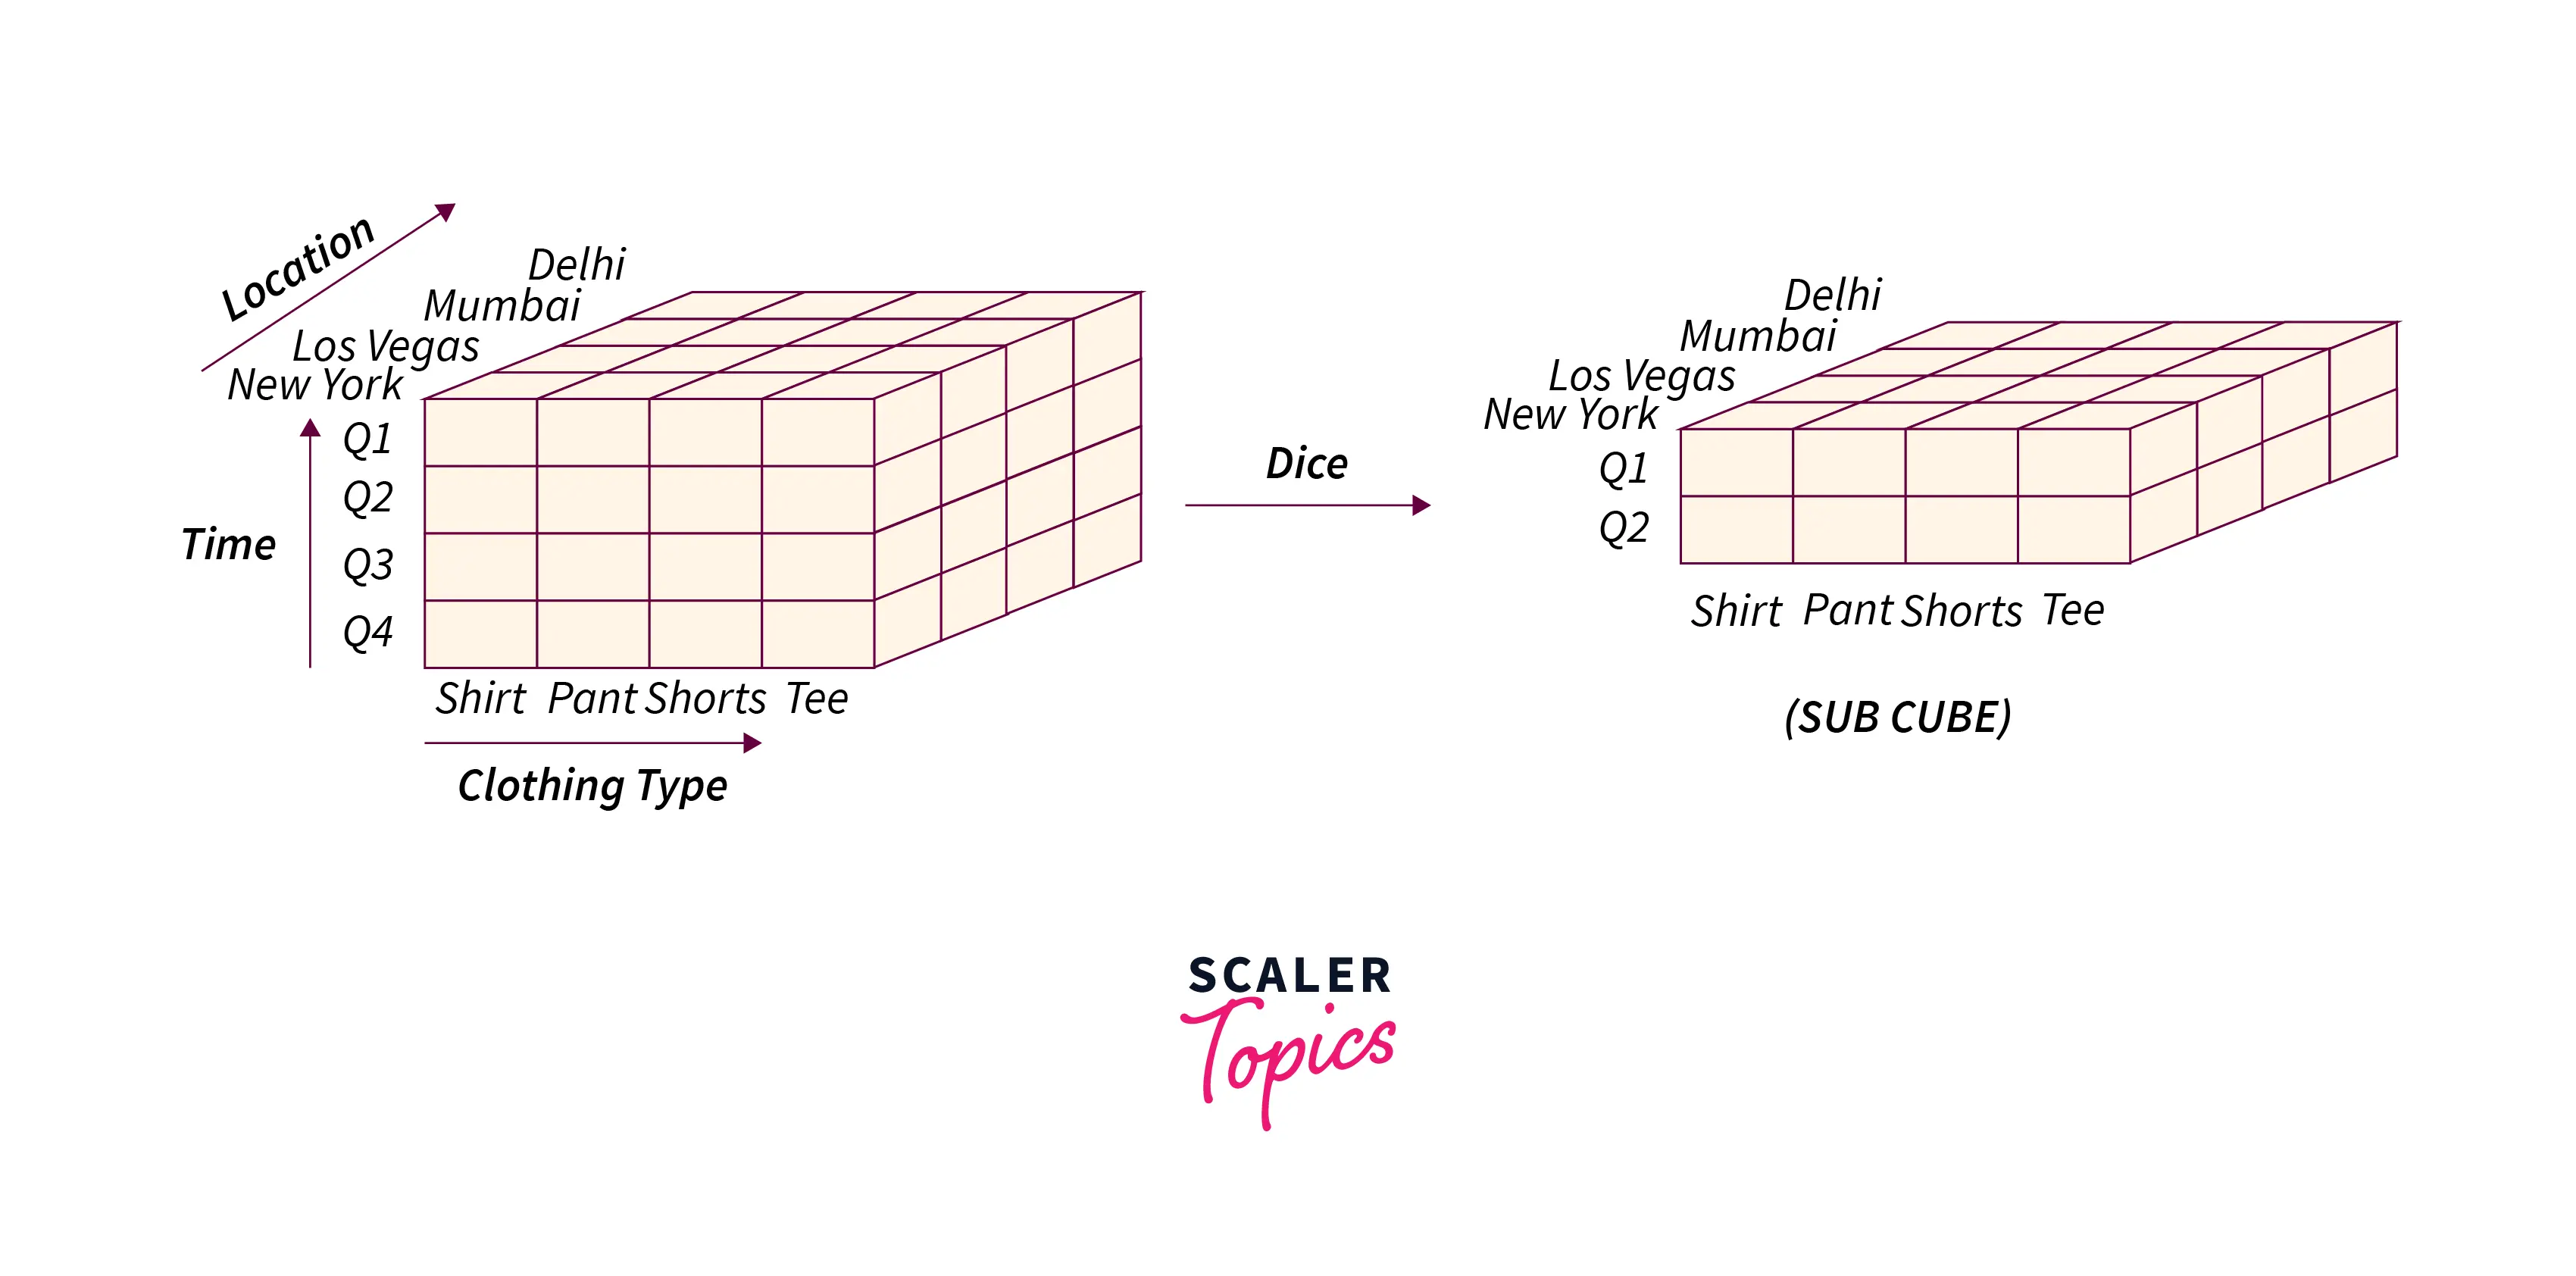 Location
Delhi
Mumbai
Los Vegas
New York
Time
Q1
Q2
Q3
Q4
Shirt Pant Shorts Tee
Clothing Type
Dice
Delhi
Mumbai
Los Vegas
New York
Q1
Q2
Shirt Pant Shorts Tee
(SUB CUBE)
SCALER
Topics